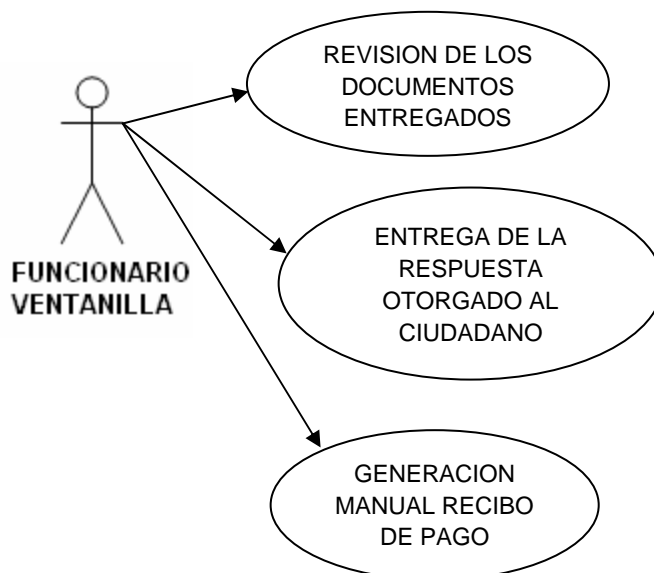 REVISION DE LOS
DOCUMENTOS
ENTREGADOS
FUNCIONARIO
VENTANILLA
ENTREGA DE LA
RESPUESTA
OTORGADO AL
CIUDADANO
GENERACION
MANUAL RECIBO
DE PAGO